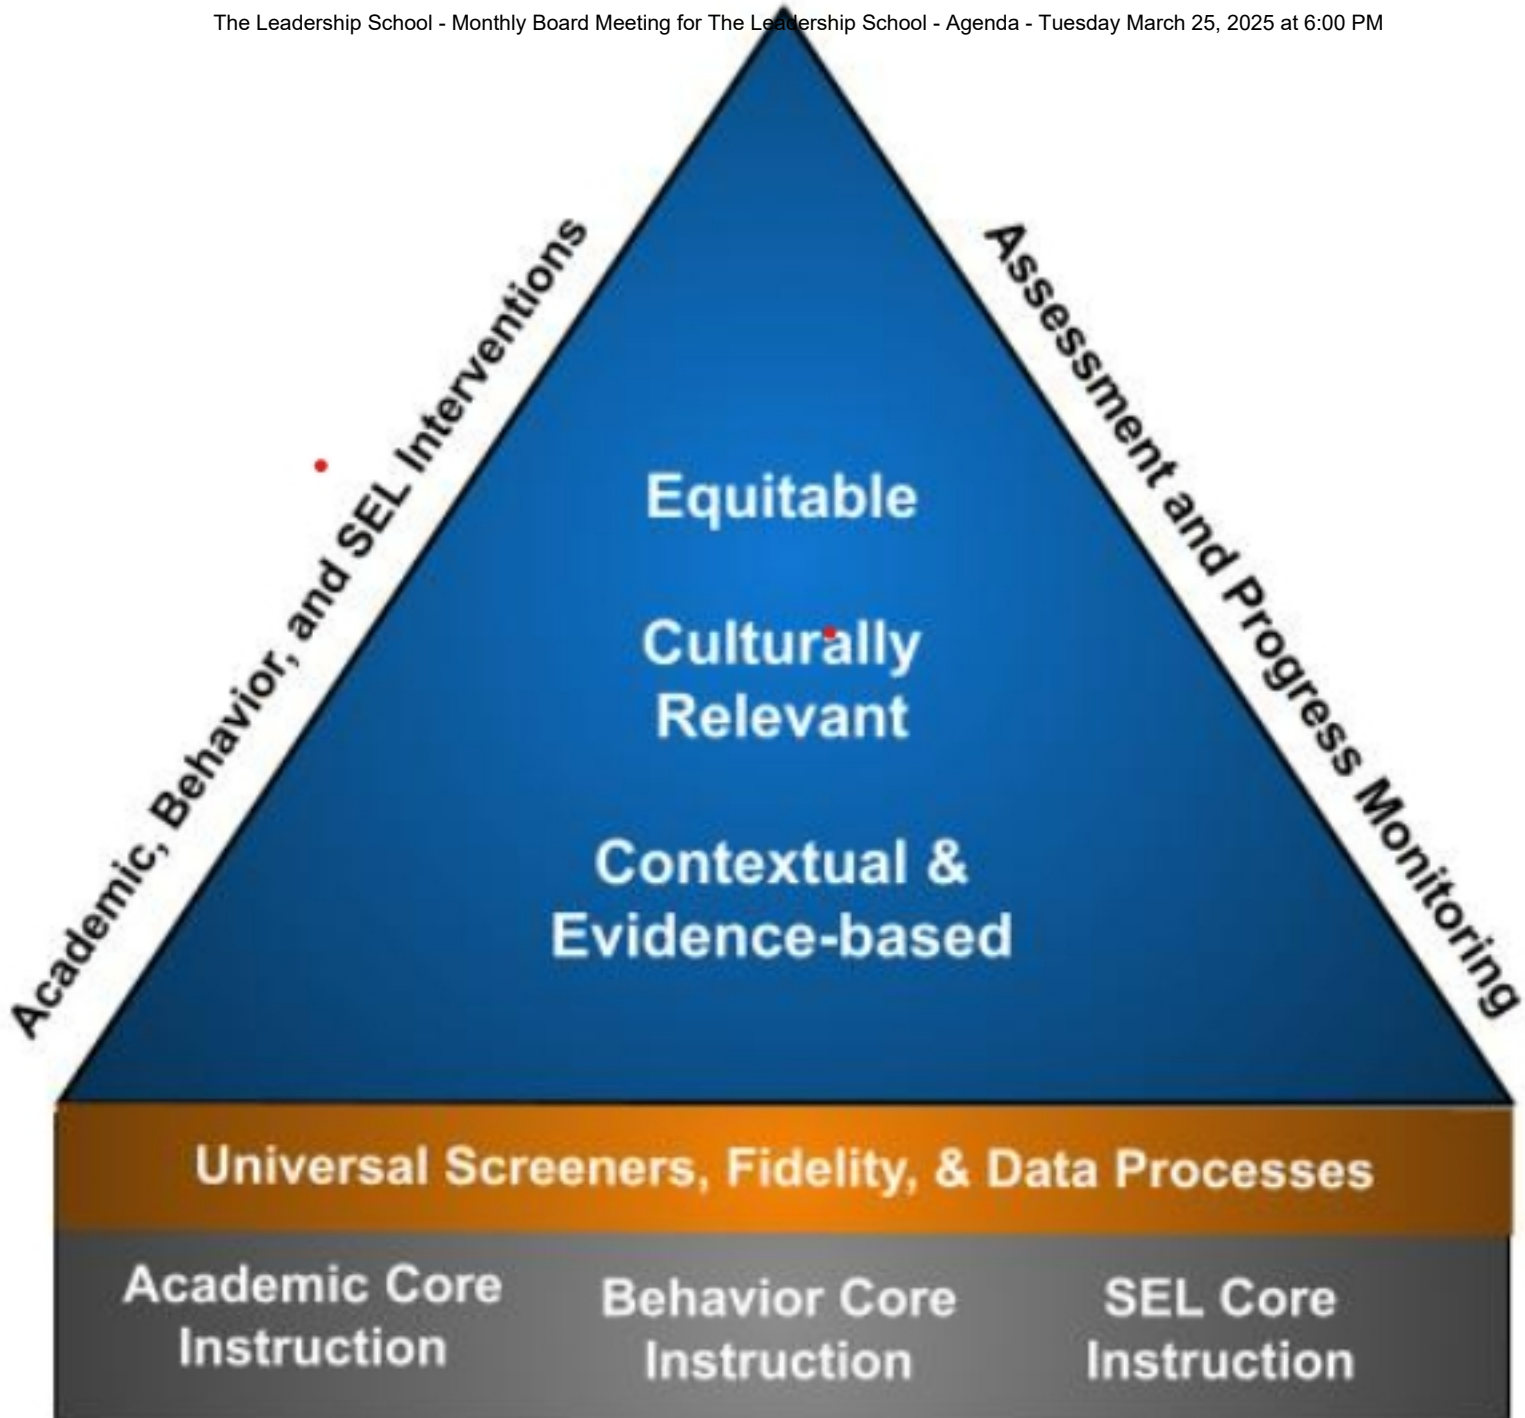 The Leadership School - Monthly Board Meeting for The Leadership School - Agenda - Tuesday March 25, 2025 at 6:00 PM
Academic, Behavior, and SEL Interventions
Assessment and Progress Monitoring
Equitable
Culturally
Relevant
Contextual &
Evidence-based
Universal Screeners, Fidelity, & Data Processes
Academic Core
Instruction
Behavior Core
Instruction
SEL Core
Instruction